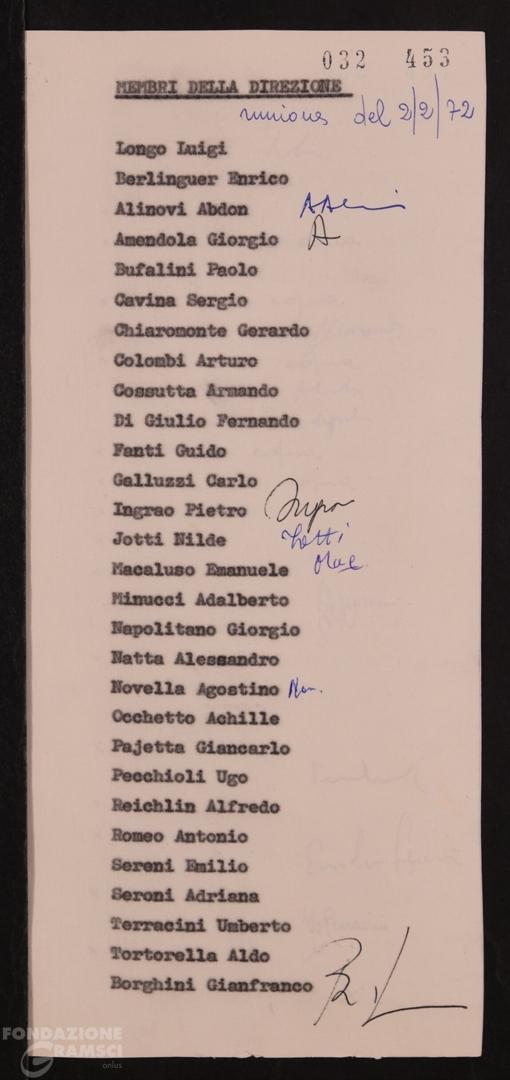 032 453
MEMBRI DELLA DIREZIONE
riunione del 2/2/72
Longo Luigi
Berlinguer Enrico
Alinovi Abdon
Amendola Giorgio A
Bufalini Paolo
Cavina Sergio
Chiaromonte Gerardo
Colombi Arturo
Cossutta Armando
Di Giulio Fernando
Fanti Guido
Galluzzi Carlo
Ingrao Pietro
Jotti Nilde Jotti
Macaluso Emanuele Mac
Minucci Adalberto
Napolitano Giorgio
Natta Alessandro
Novella Agostino Nov.
Occhetto Achille
Pajetta Giancarlo
Pecchioli Ugo
Reichlin Alfredo
Romeo Antonio
Sereni Emilio
Seroni Adriana
Terracini Umberto
Tortorella Aldo
Borghini Gianfranco
FONDAZIONE
GRAMSCI
onlus